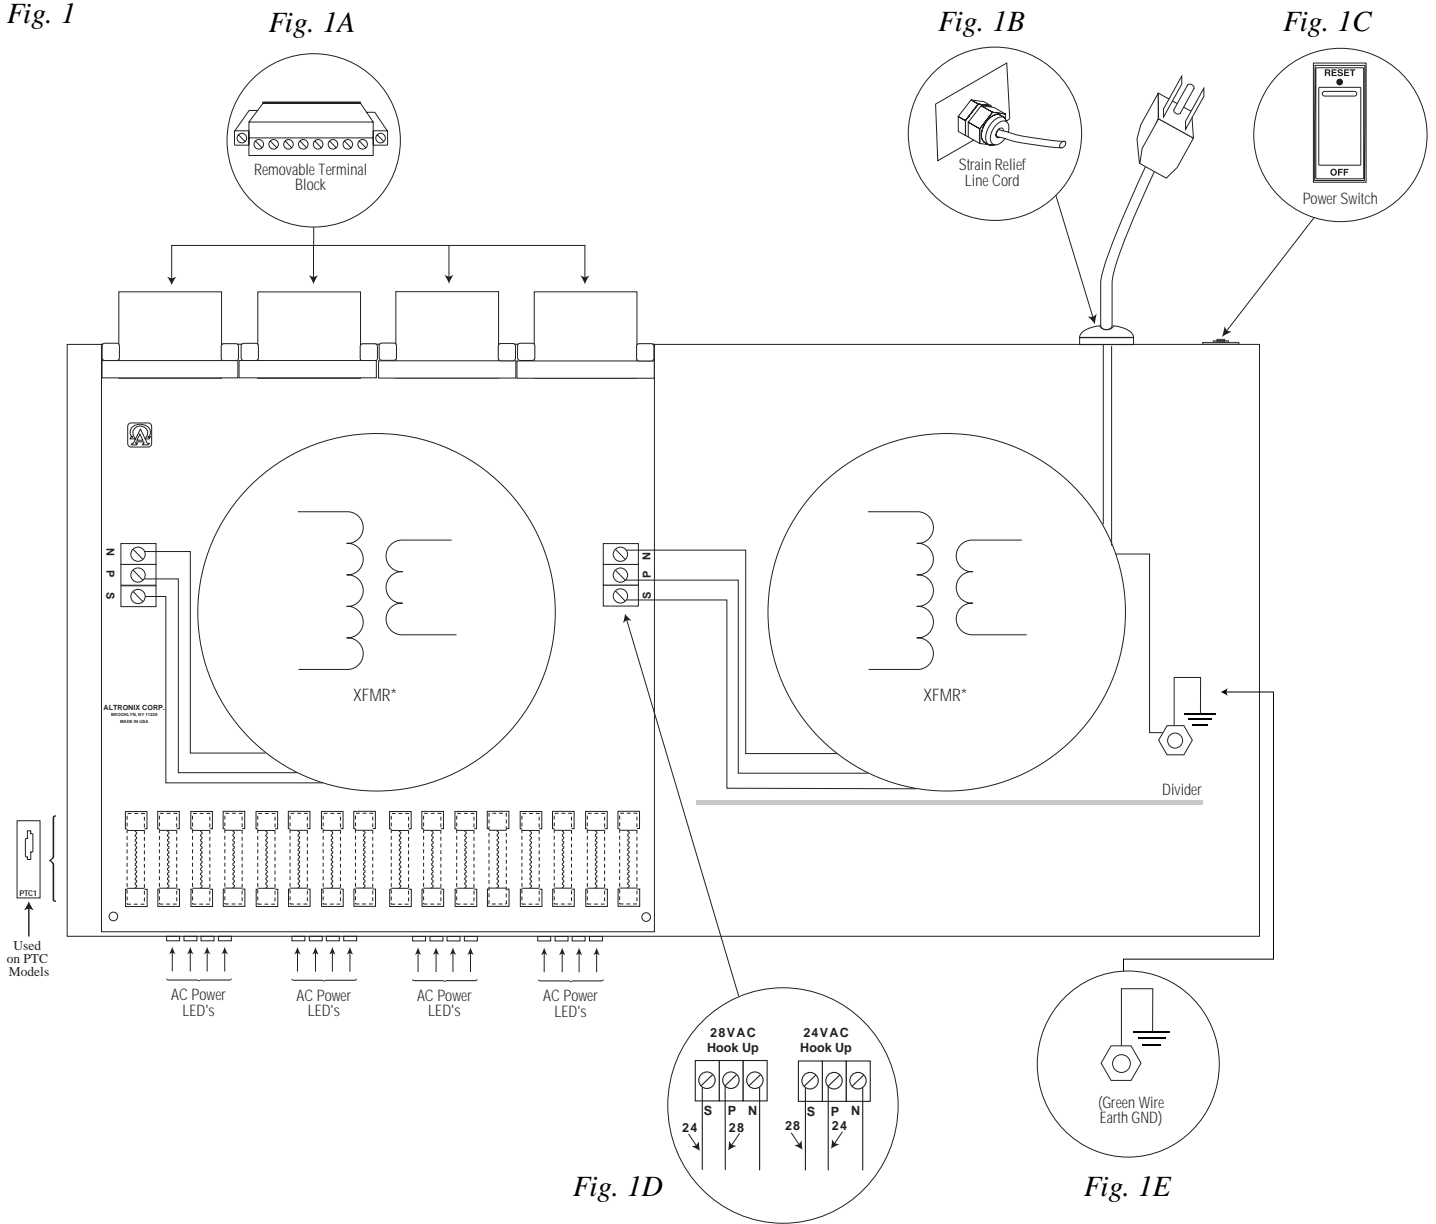 Fig. 1
Fig. 1A
Fig. 1B
Fig. 1C
Removable Terminal
Block
Strain Relief
Line Cord
RESET
OFF
Power Switch
N
P
S
N
P
S
XFMR*
XFMR*
ALTRONIX CORP.
BROOKLYN, NY 11220
MADE IN USA
Divider
PTC1
Used
on PTC
Models
AC Power
LED's
AC Power
LED's
AC Power
LED's
AC Power
LED's
28VAC
Hook Up
24VAC
Hook Up
S P N
S P N
24 28
28 24
(Green Wire
Earth GND)
Fig. 1D
Fig. 1E